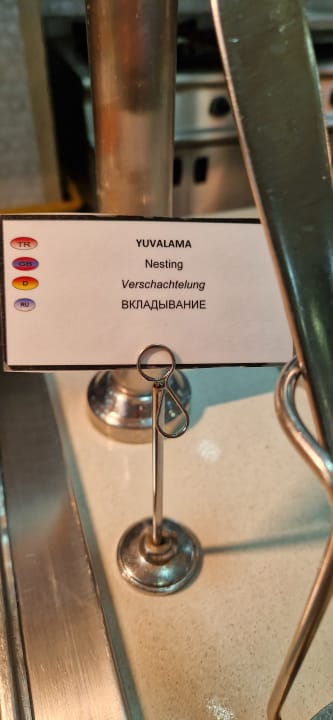 TR YUVALAMA
GB Nesting
D Verschachtelung
RU ВКЛАДЫВАНИЕ